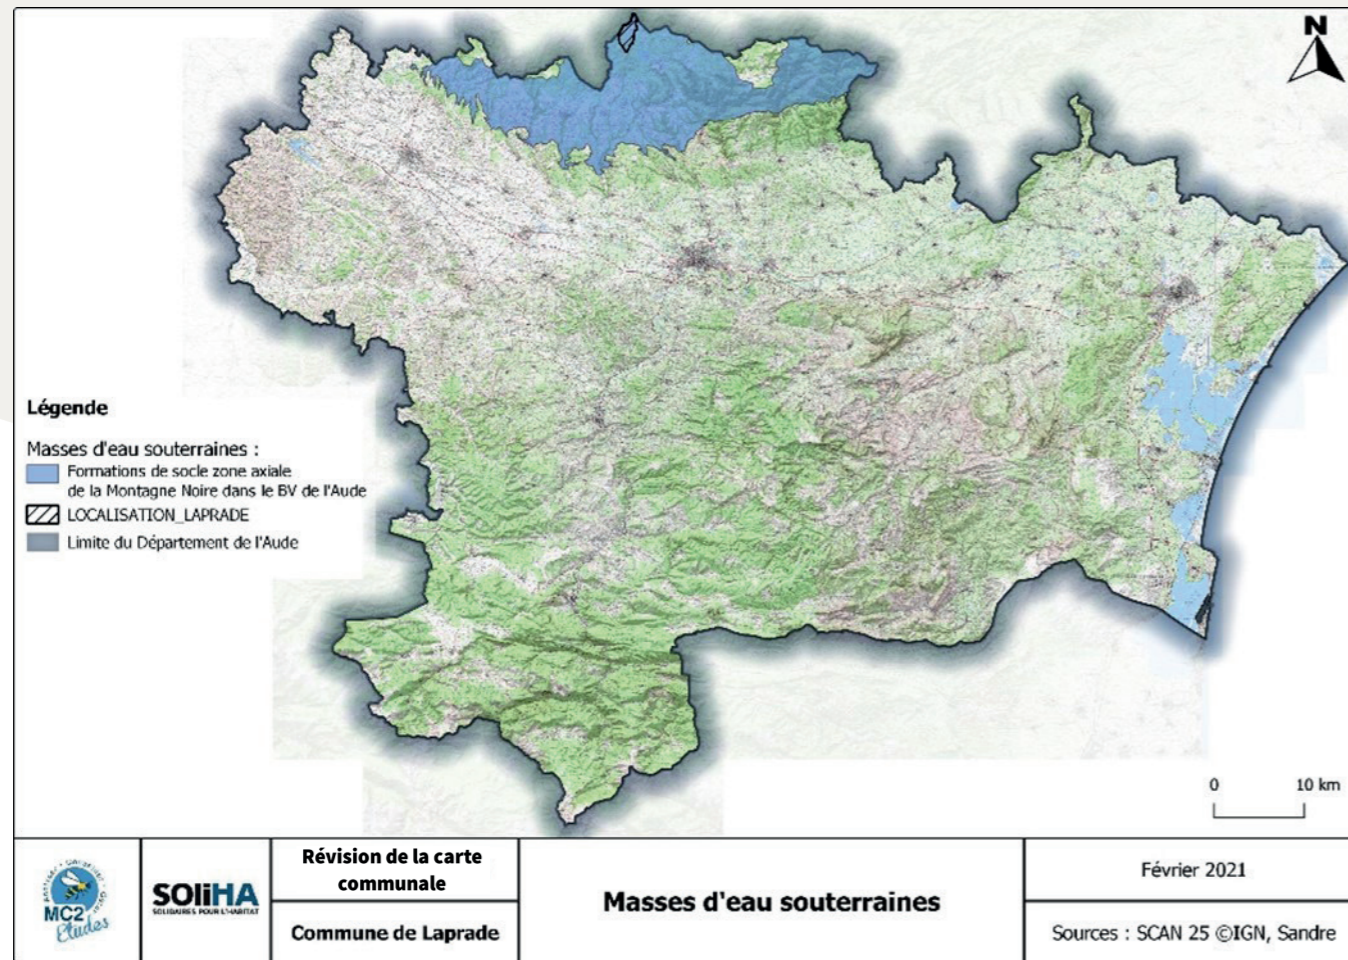 N
Légende
Masses d'eau souterraines :
Formations de socle zone axiale
de la Montagne Noire dans le BV de l'Aude
LOCALISATION_LAPRADE
Limite du Département de l'Aude
0 10 km
MC2
Études
SOLiHA
SOLIDAIRES POUR L'HABITAT
Révision de la carte
communale
Commune de Laprade
Masses d'eau souterraines
Février 2021
Sources : SCAN 25 ©IGN, Sandre